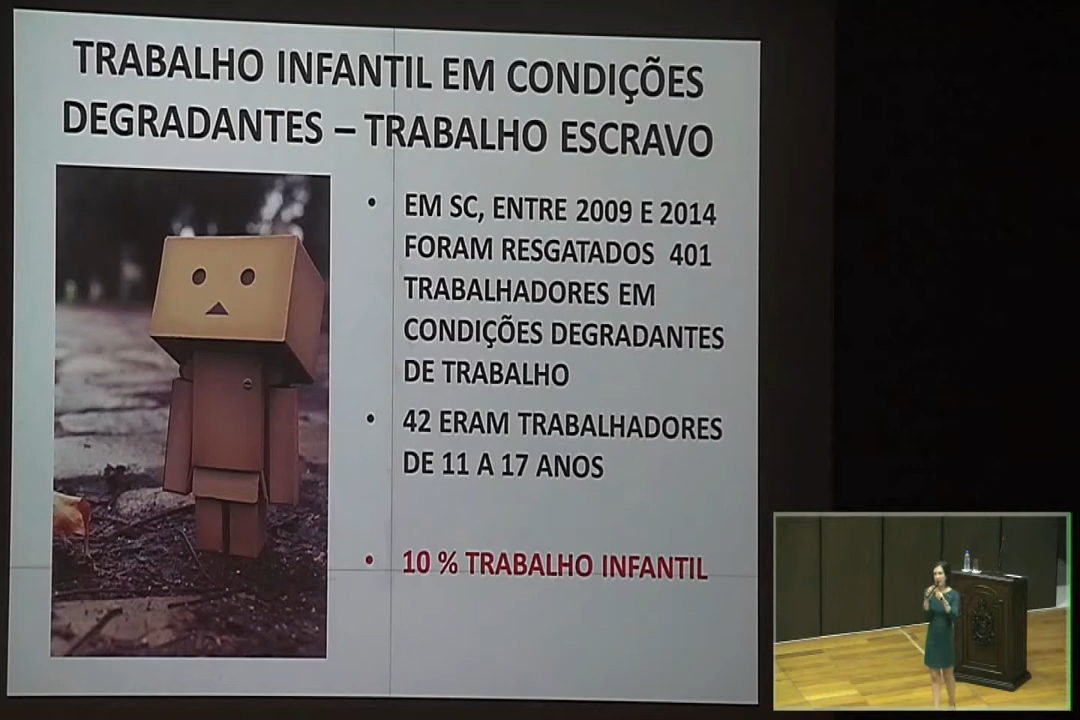 TRABALHO INFANTIL EM CONDIÇÕES
DEGRADANTES – TRABALHO ESCRAVO
• EM SC, ENTRE 2009 E 2014
FORAM RESGATADOS 401
TRABALHADORES EM
CONDIÇÕES DEGRADANTES
DE TRABALHO
• 42 ERAM TRABALHADORES
DE 11 A 17 ANOS
• 10 % TRABALHO INFANTIL